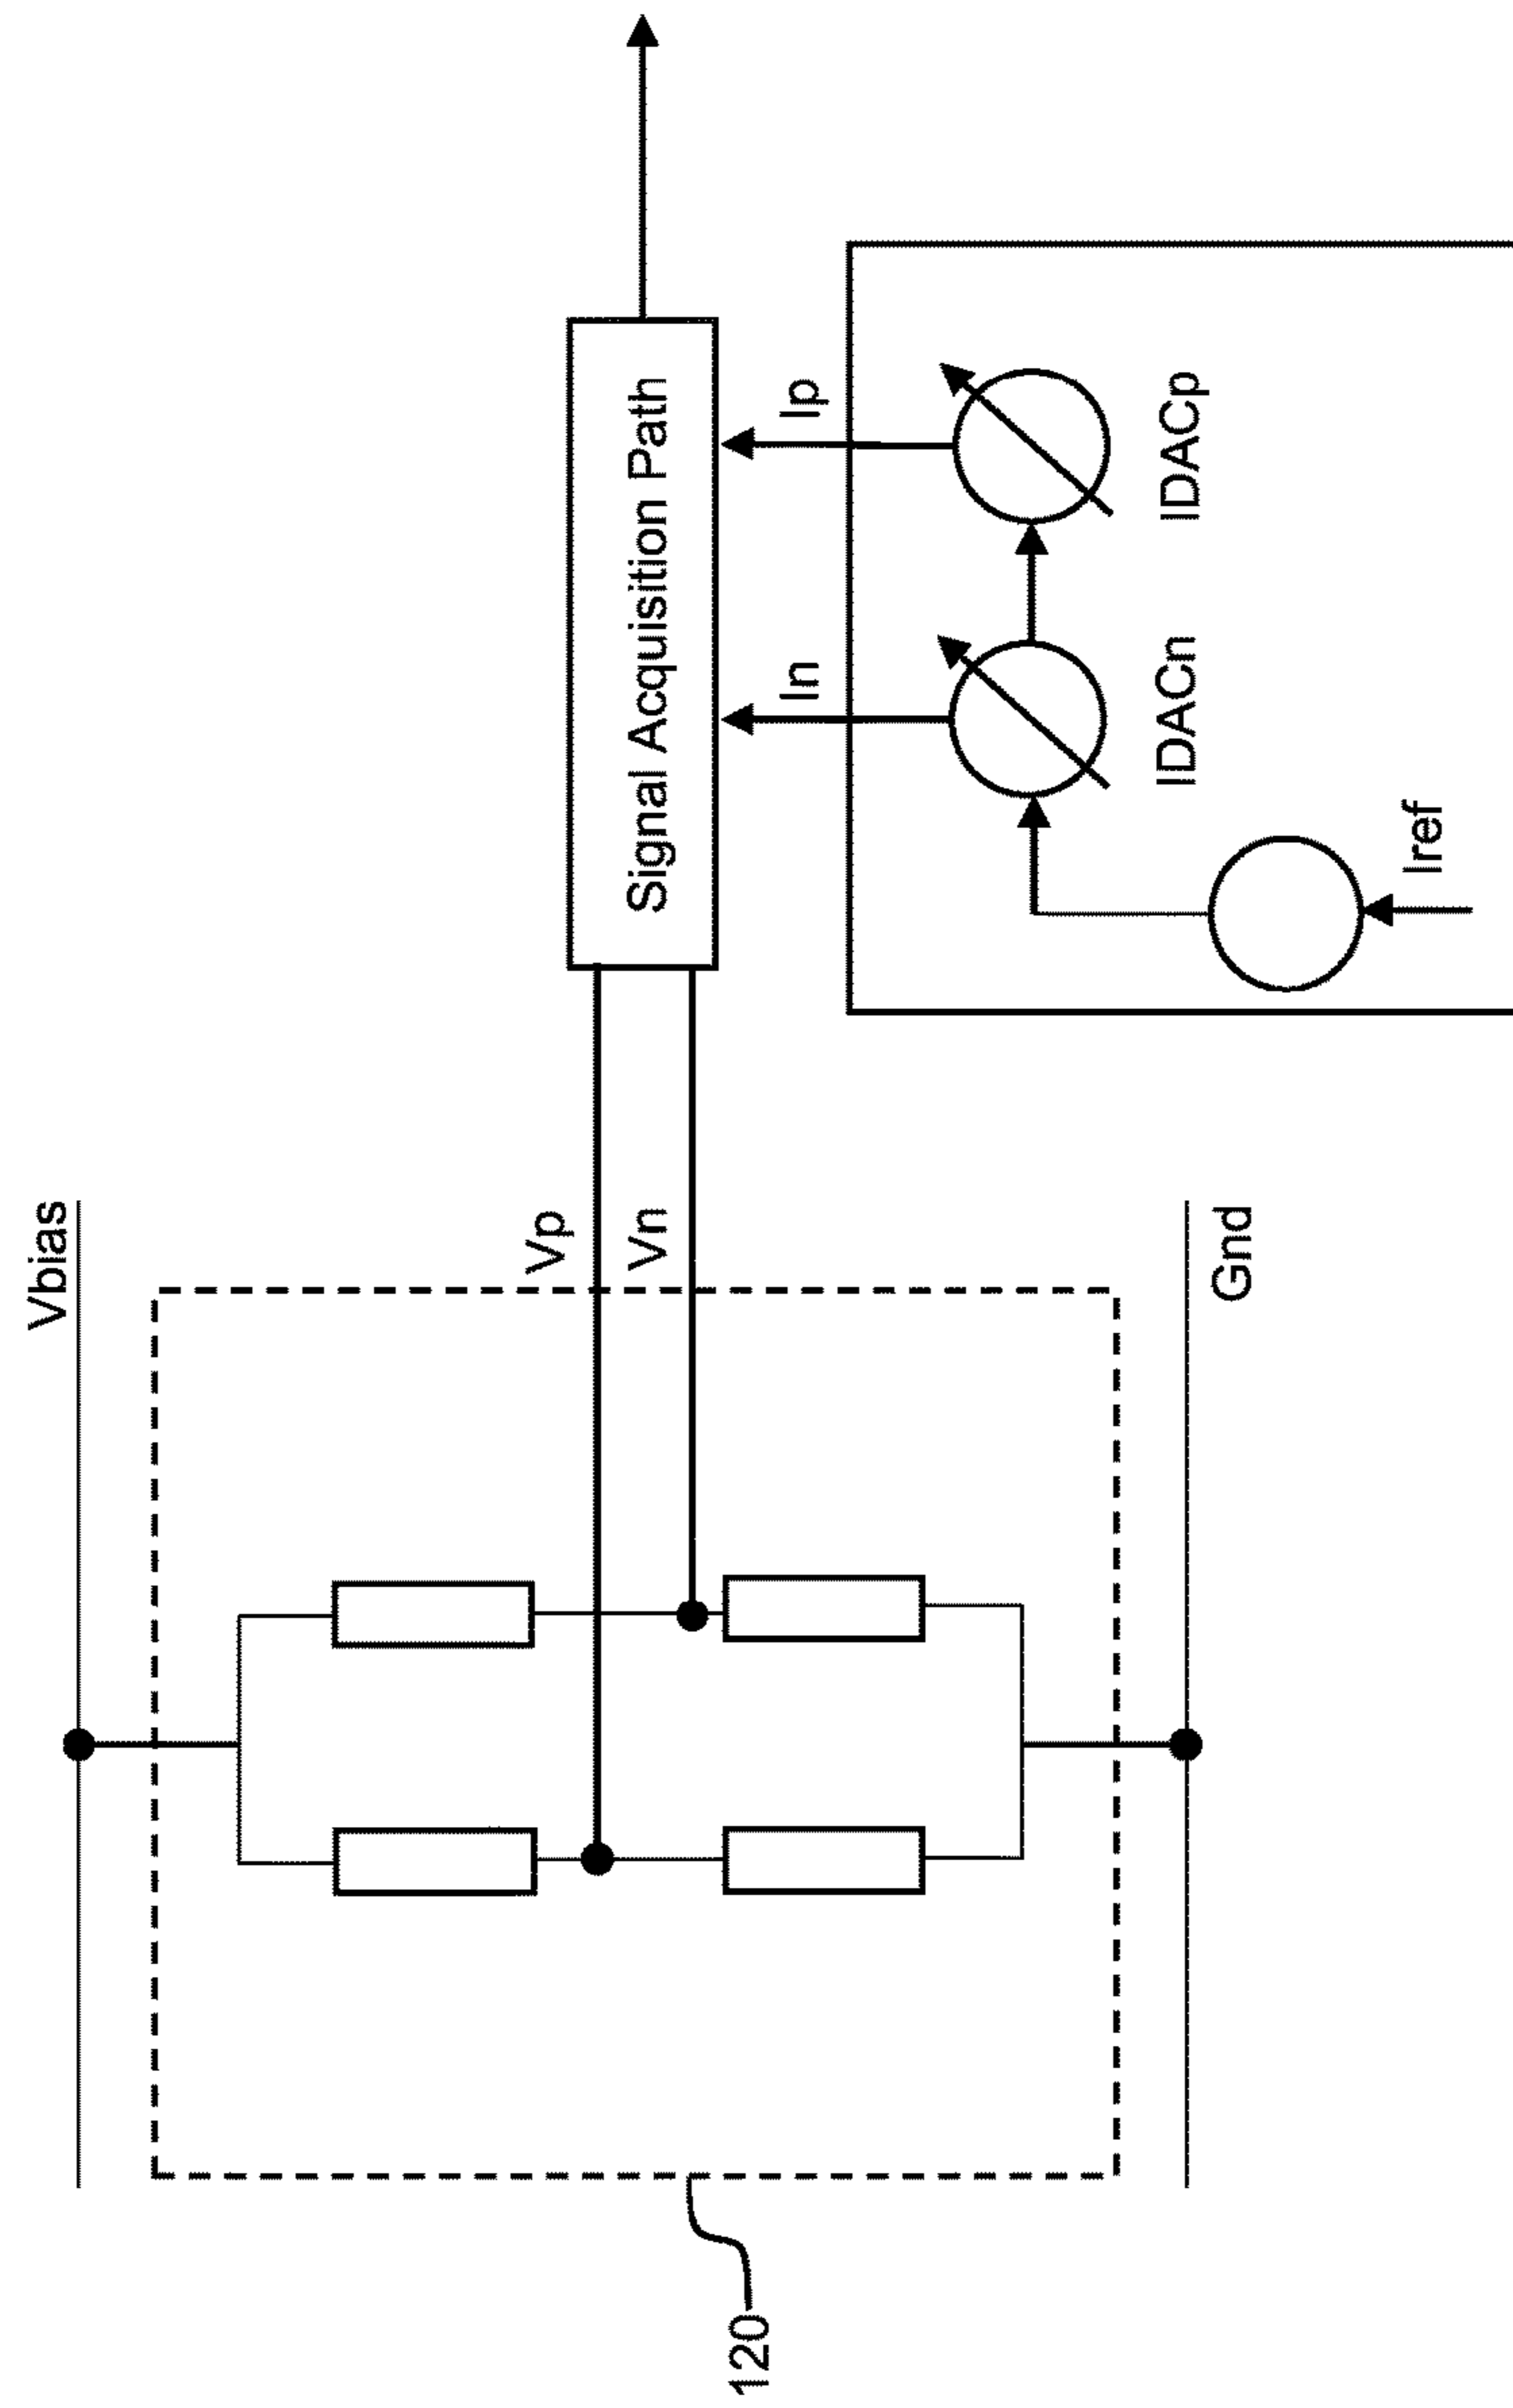 Vbias
Vp
Vn
Signal Acquisition Path
In
Ip
IDACn
IDACp
Iref
Gnd
120